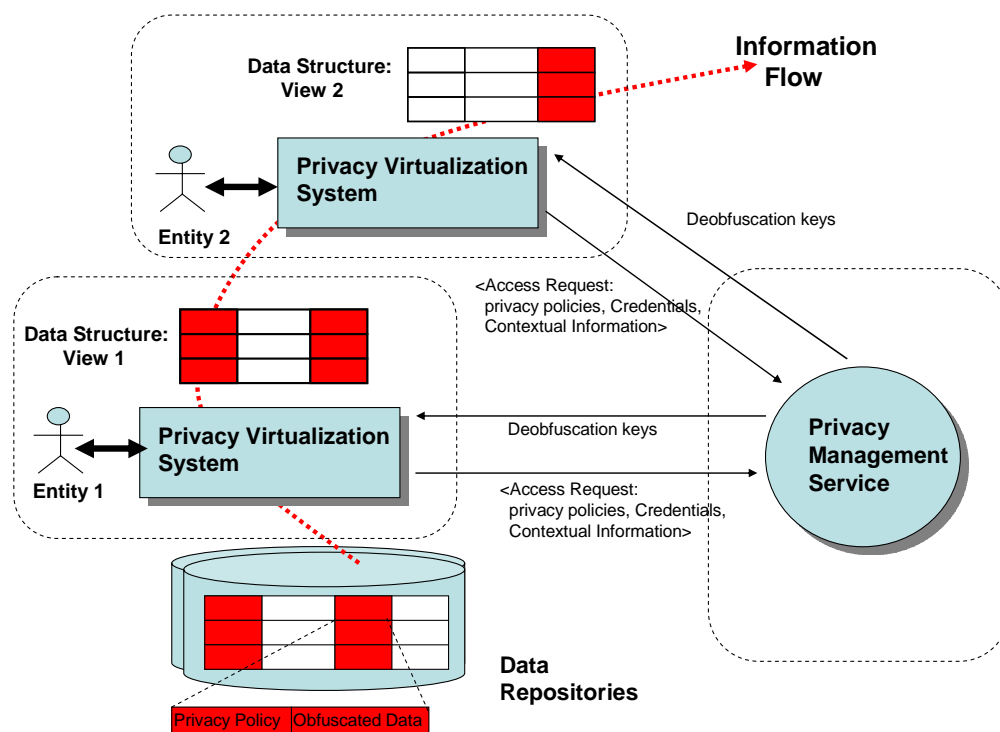 Information
Flow
Data Structure:
View 2
Privacy Virtualization
System
Entity 2
Deobfuscation keys
<Access Request:
privacy policies, Credentials,
Contextual Information>
Data Structure:
View 1
Privacy Virtualization
System
Entity 1
Deobfuscation keys
<Access Request:
privacy policies, Credentials,
Contextual Information>
Privacy
Management
Service
Data
Repositories
Privacy Policy
Obfuscated Data